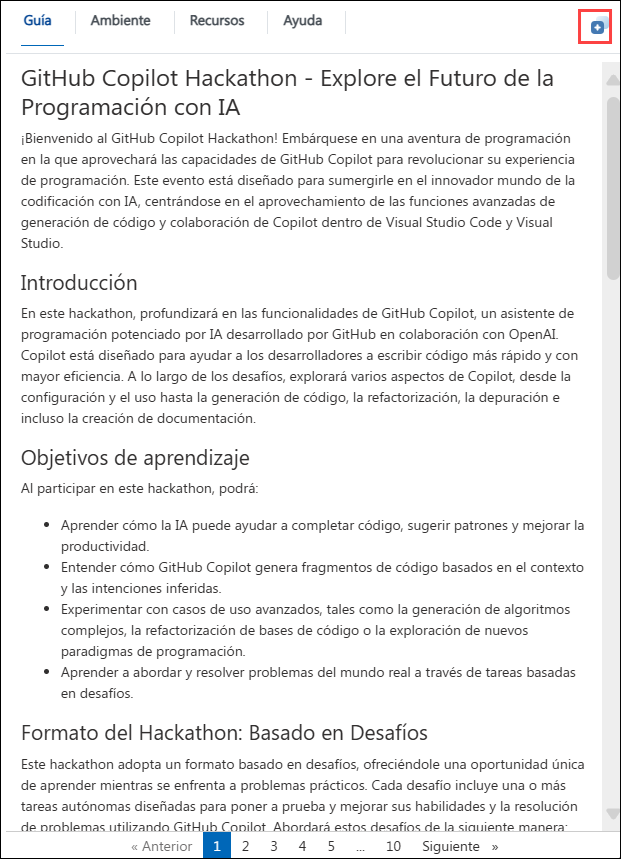 Guía
Ambiente
Recursos
Ayuda
GitHub Copilot Hackathon - Explore el Futuro de la
Programación con IA
¡Bienvenido al GitHub Copilot Hackathon! Embárquese en una aventura de programación
en la que aprovechará las capacidades de GitHub Copilot para revolucionar su experiencia
de programación. Este evento está diseñado para sumergirle en el innovador mundo de la
codificación con IA, centrándose en el aprovechamiento de las funciones avanzadas de
generación de código y colaboración de Copilot dentro de Visual Studio Code y Visual
Studio.
Introducción
En este hackathon, profundizará en las funcionalidades de GitHub Copilot, un asistente de
programación potenciado por IA desarrollado por GitHub en colaboración con OpenAI.
Copilot está diseñado para ayudar a los desarrolladores a escribir código más rápido y con
mayor eficiencia. A lo largo de los desafíos, explorará varios aspectos de Copilot, desde la
configuración y el uso hasta la generación de código, la refactorización, la depuración e
incluso la creación de documentación.
Objetivos de aprendizaje
Al participar en este hackathon, podrá:
• Aprender cómo la IA puede ayudar a completar código, sugerir patrones y mejorar la
productividad.
• Entender cómo GitHub Copilot genera fragmentos de código basados en el contexto
y las intenciones inferidas.
• Experimentar con casos de uso avanzados, tales como la generación de algoritmos
complejos, la refactorización de bases de código o la exploración de nuevos
paradigmas de programación.
• Aprender a abordar y resolver problemas del mundo real a través de tareas basadas
en desafíos.
Formato del Hackathon: Basado en Desafíos
Este hackathon adopta un formato basado en desafíos, ofreciéndole una oportunidad única
de aprender mientras se enfrenta a problemas prácticos. Cada desafío incluye una o más
tareas autónomas diseñadas para poner a prueba y mejorar sus habilidades y la resolución
de problemas utilizando GitHub Copilot. Abordará estos desafíos de la siguiente manera:
« Anterior 1 2 3 4 5 ... 10 Siguiente »